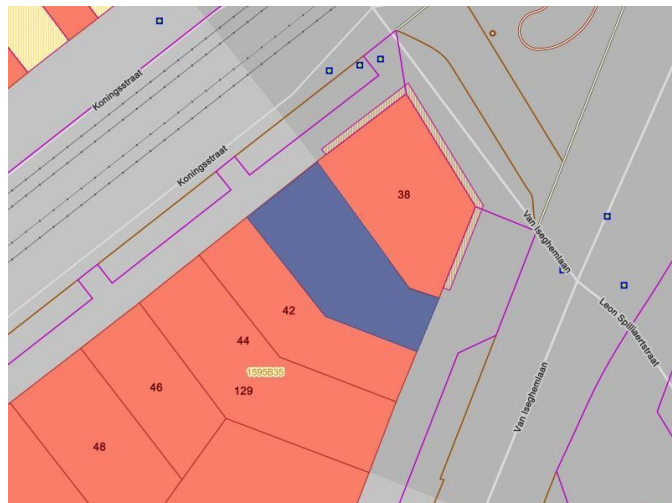 Koningsstraat
Koningsstraat
38
Van Iseghemlaan
42
44
Leon Spilliaertstraat
1595B35
46
129
Van Iseghemlaan
48